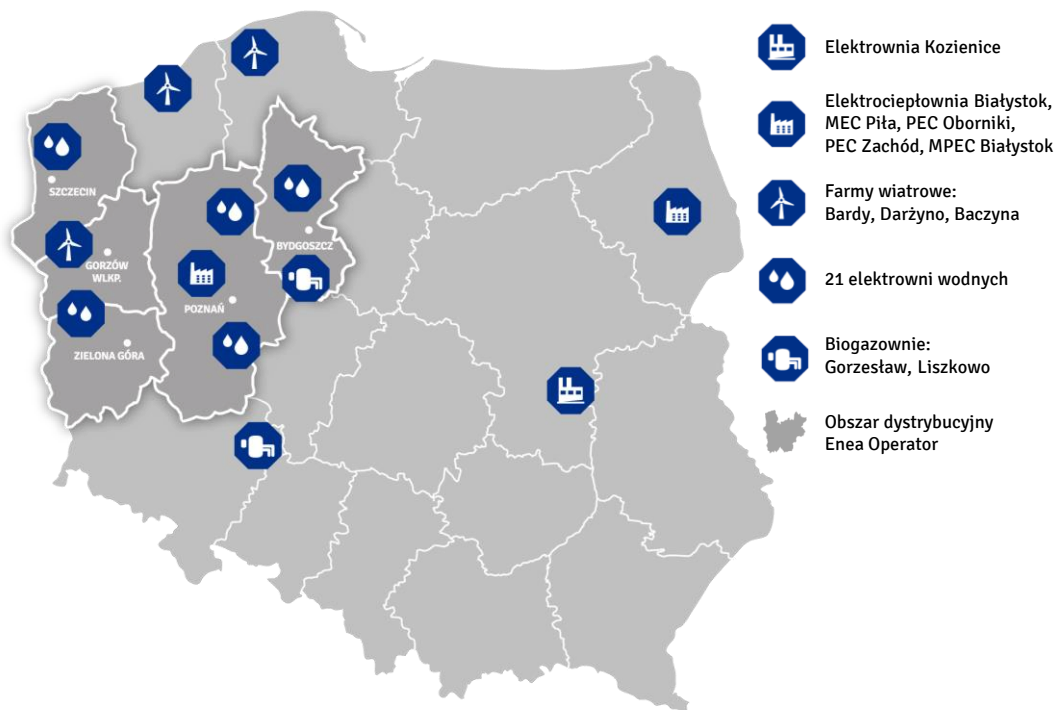 Elektrownia Kozienice
Elektrociepłownia Białystok,
MEC Piła, PEC Oborniki,
PEC Zachód, MPEC Białystok
Farmy wiatrowe:
Bardy, Darżyno, Baczyna
21 elektrowni wodnych
Biogazownie:
Gorzesław, Liszkowo
Obszar dystrybucyjny
Enea Operator
SZCZECIN
GORZÓW
WLKP.
ZIELONA GÓRA
POZNAŃ
BYDGOSZCZ